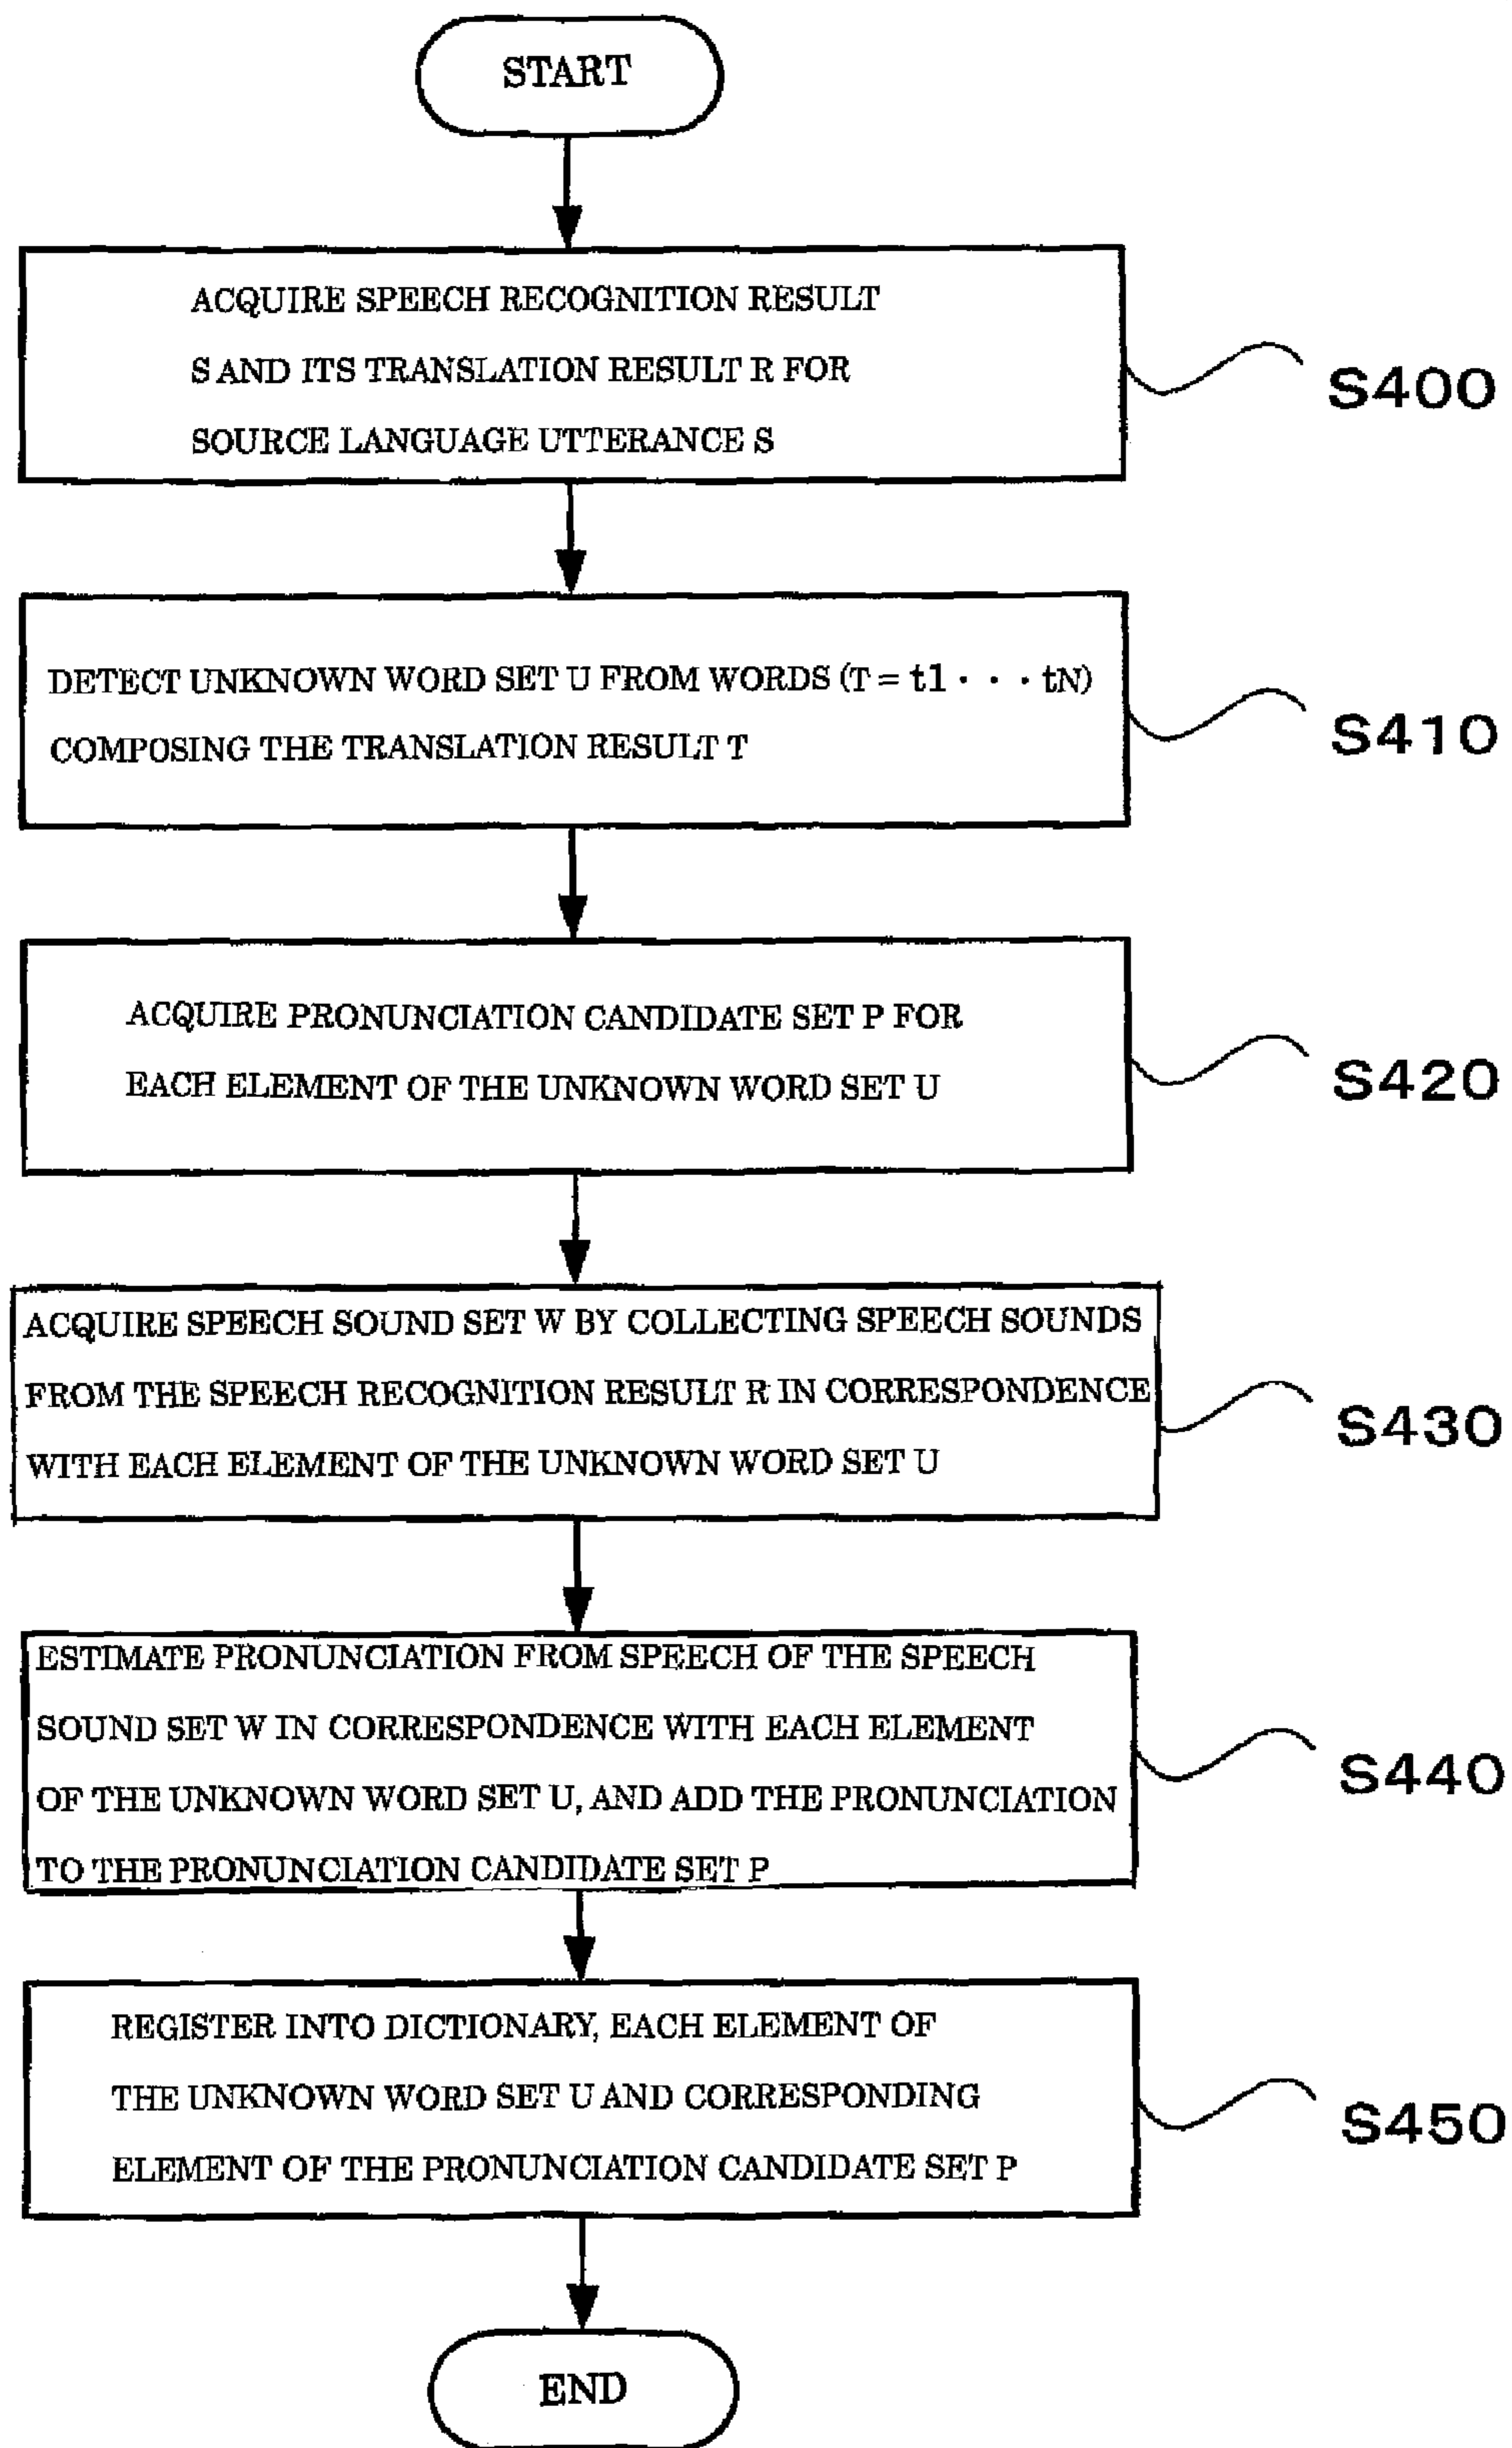 START
ACQUIRE SPEECH RECOGNITION RESULT
S AND ITS TRANSLATION RESULT R FOR
SOURCE LANGUAGE UTTERANCE S
S400
DETECT UNKNOWN WORD SET U FROM WORDS (T = t1 · · · tN)
COMPOSING THE TRANSLATION RESULT T
S410
ACQUIRE PRONUNCIATION CANDIDATE SET P FOR
EACH ELEMENT OF THE UNKNOWN WORD SET U
S420
ACQUIRE SPEECH SOUND SET W BY COLLECTING SPEECH SOUNDS
FROM THE SPEECH RECOGNITION RESULT R IN CORRESPONDENCE
WITH EACH ELEMENT OF THE UNKNOWN WORD SET U
S430
ESTIMATE PRONUNCIATION FROM SPEECH OF THE SPEECH
SOUND SET W IN CORRESPONDENCE WITH EACH ELEMENT
OF THE UNKNOWN WORD SET U, AND ADD THE PRONUNCIATION
TO THE PRONUNCIATION CANDIDATE SET P
S440
REGISTER INTO DICTIONARY, EACH ELEMENT OF
THE UNKNOWN WORD SET U AND CORRESPONDING
ELEMENT OF THE PRONUNCIATION CANDIDATE SET P
S450
END